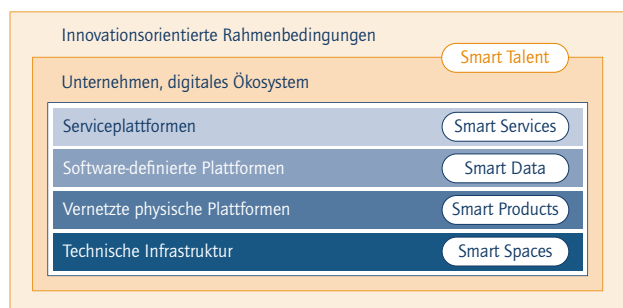 Innovationsorientierte Rahmenbedingungen
Smart Talent
Unternehmen, digitales Ökosystem
Serviceplattformen Smart Services
Software-definierte Plattformen Smart Data
Vernetzte physische Plattformen Smart Products
Technische Infrastruktur Smart Spaces